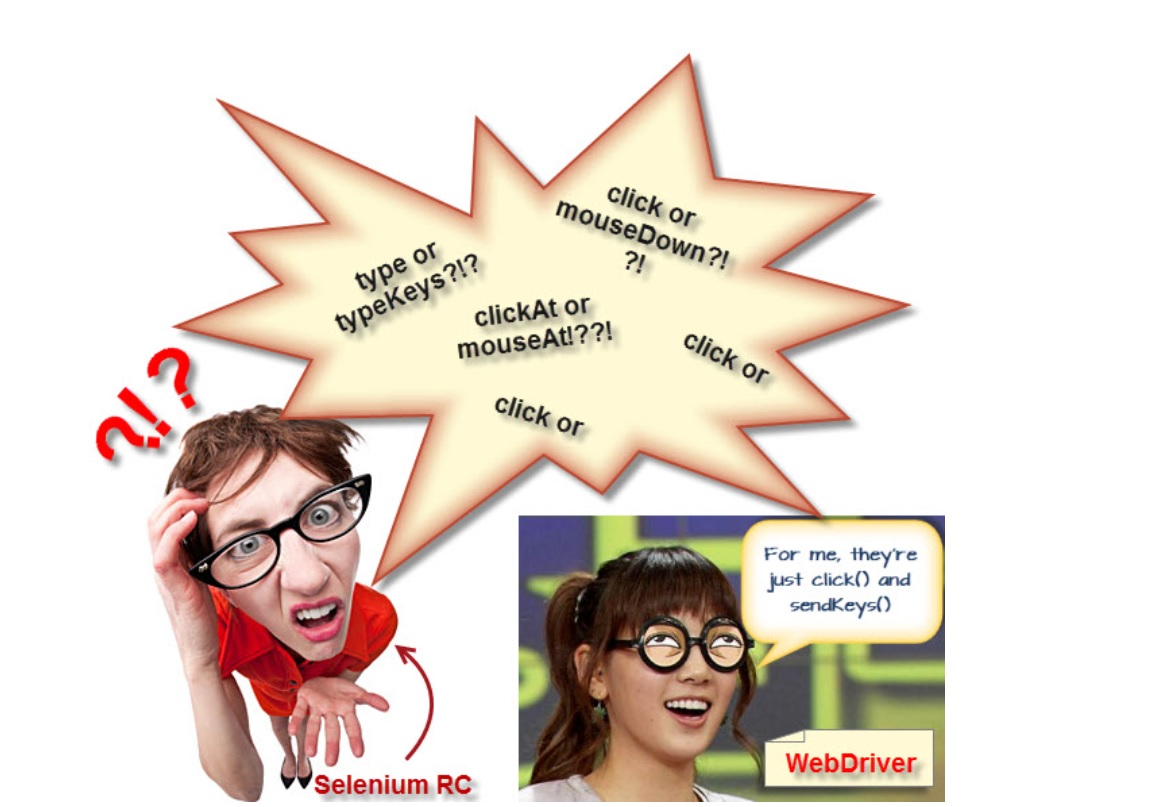 click or
mouseDown?!
?!
type or
typeKeys?!?
clickAt or
mouseAt!??!
click or
click or
?!?
For me, they're
just click() and
sendKeys()
WebDriver
Selenium RC